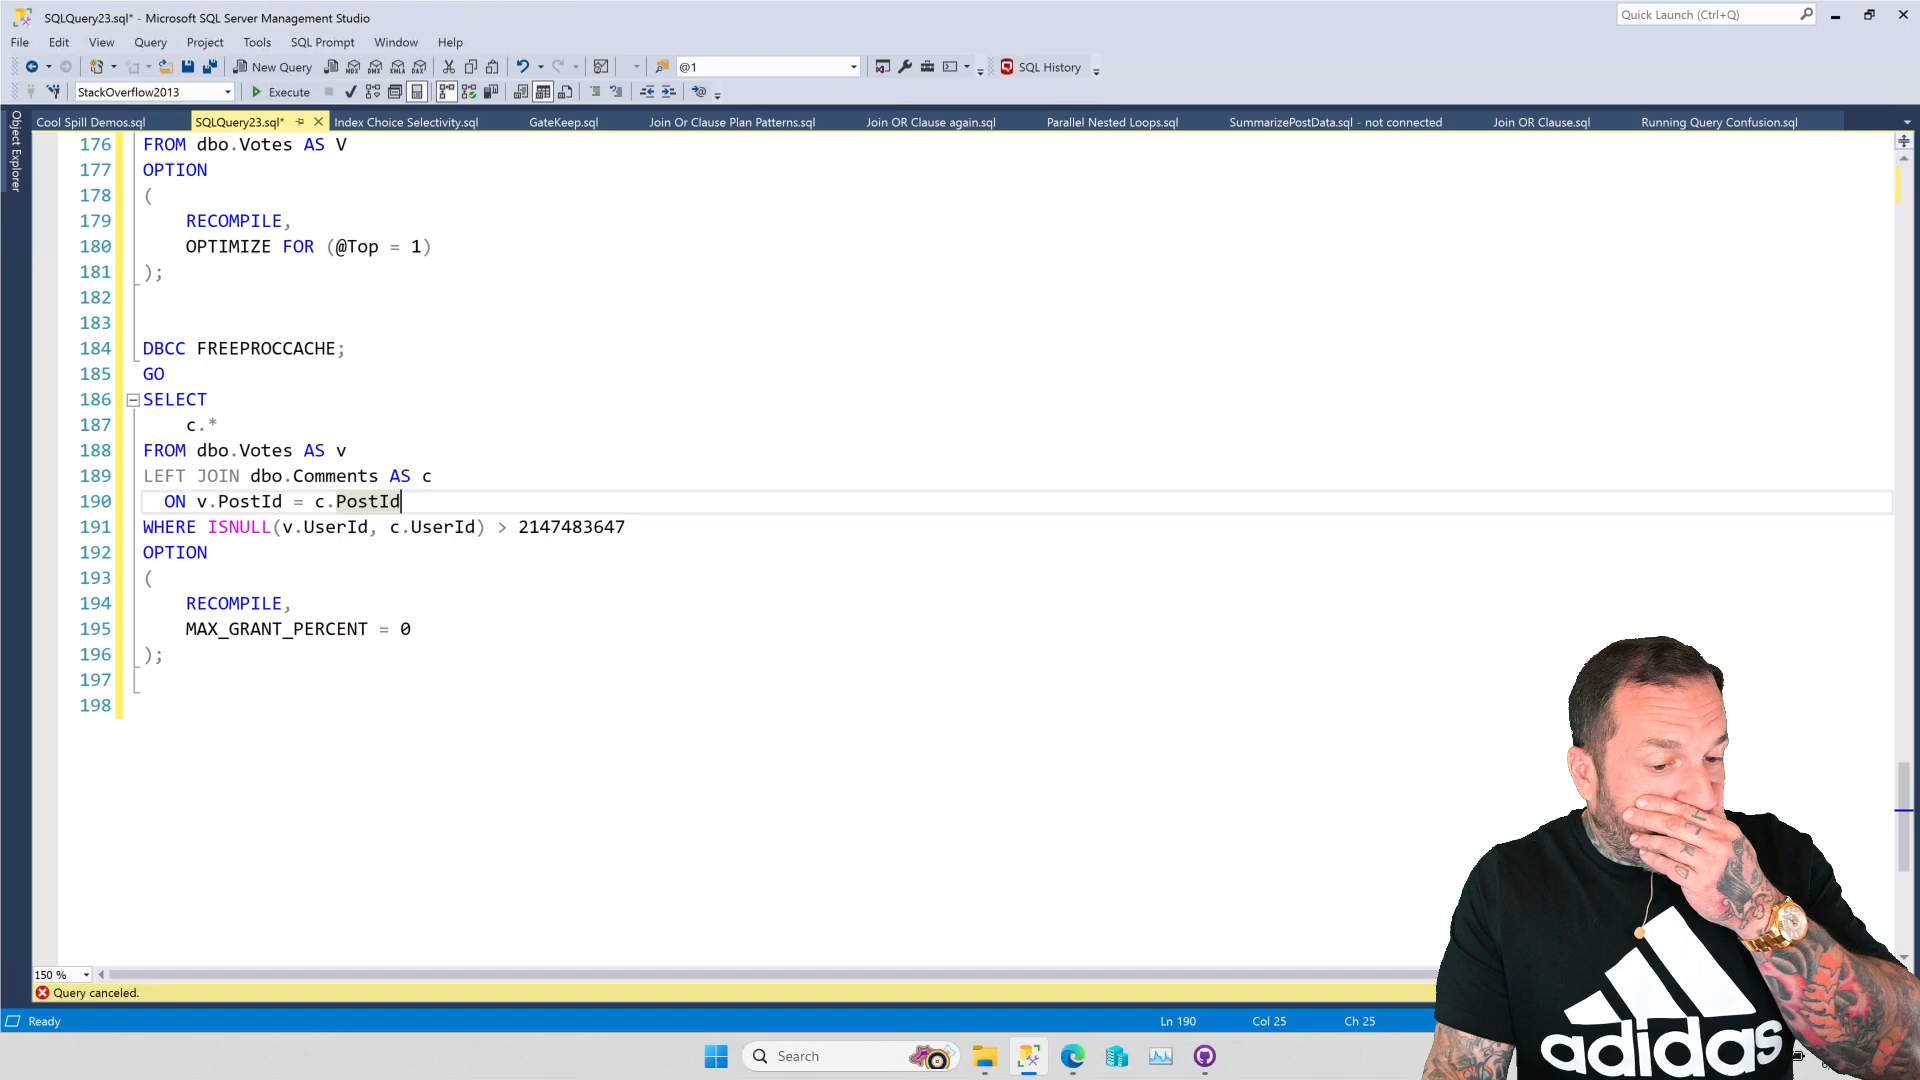 SQLQuery23.sql* - Microsoft SQL Server Management Studio
Quick Launch (Ctrl+Q)
File Edit View Query Project Tools SQL Prompt Window Help
New Query MDX DMX XMLA DAX @1 SQL History
StackOverflow2013 Execute
Cool Spill Demos.sql SQLQuery23.sql* Index Choice Selectivity.sql GateKeep.sql Join Or Clause Plan Patterns.sql Join OR Clause again.sql Parallel Nested Loops.sql SummarizePostData.sql - not connected Join OR Clause.sql Running Query Confusion.sql
Object Explorer
176 FROM dbo.Votes AS V
177 OPTION
178 (
179 RECOMPILE,
180 OPTIMIZE FOR (@Top = 1)
181 );
182
183
184 DBCC FREEPROCCACHE;
185 GO
186 SELECT
187 c.*
188 FROM dbo.Votes AS v
189 LEFT JOIN dbo.Comments AS c
190 ON v.PostId = c.PostId
191 WHERE ISNULL(v.UserId, c.UserId) > 2147483647
192 OPTION
193 (
194 RECOMPILE,
195 MAX_GRANT_PERCENT = 0
196 );
197
198
150 %
Query canceled.
Ready Ln 190 Col 25 Ch 25
Search
adidas